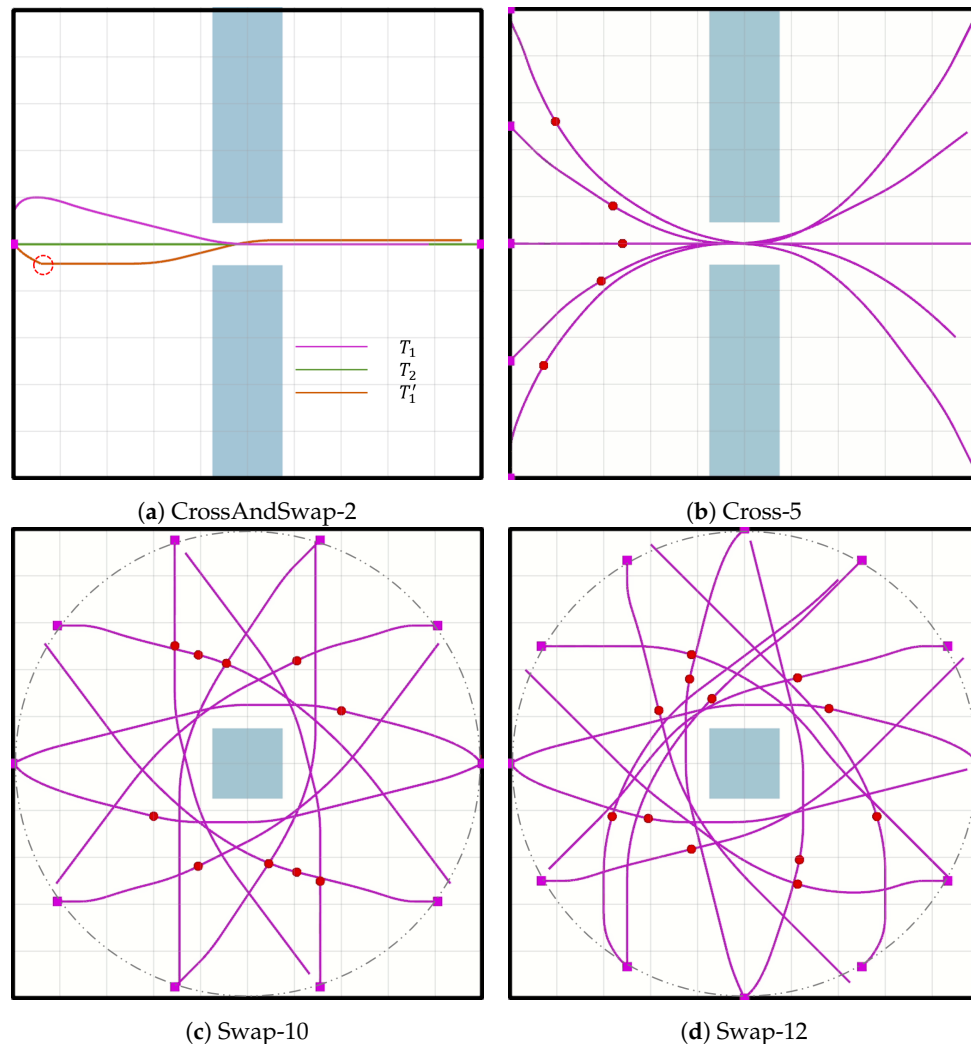 T₁
T₂
T₁′
(a) CrossAndSwap-2
(b) Cross-5
(c) Swap-10
(d) Swap-12